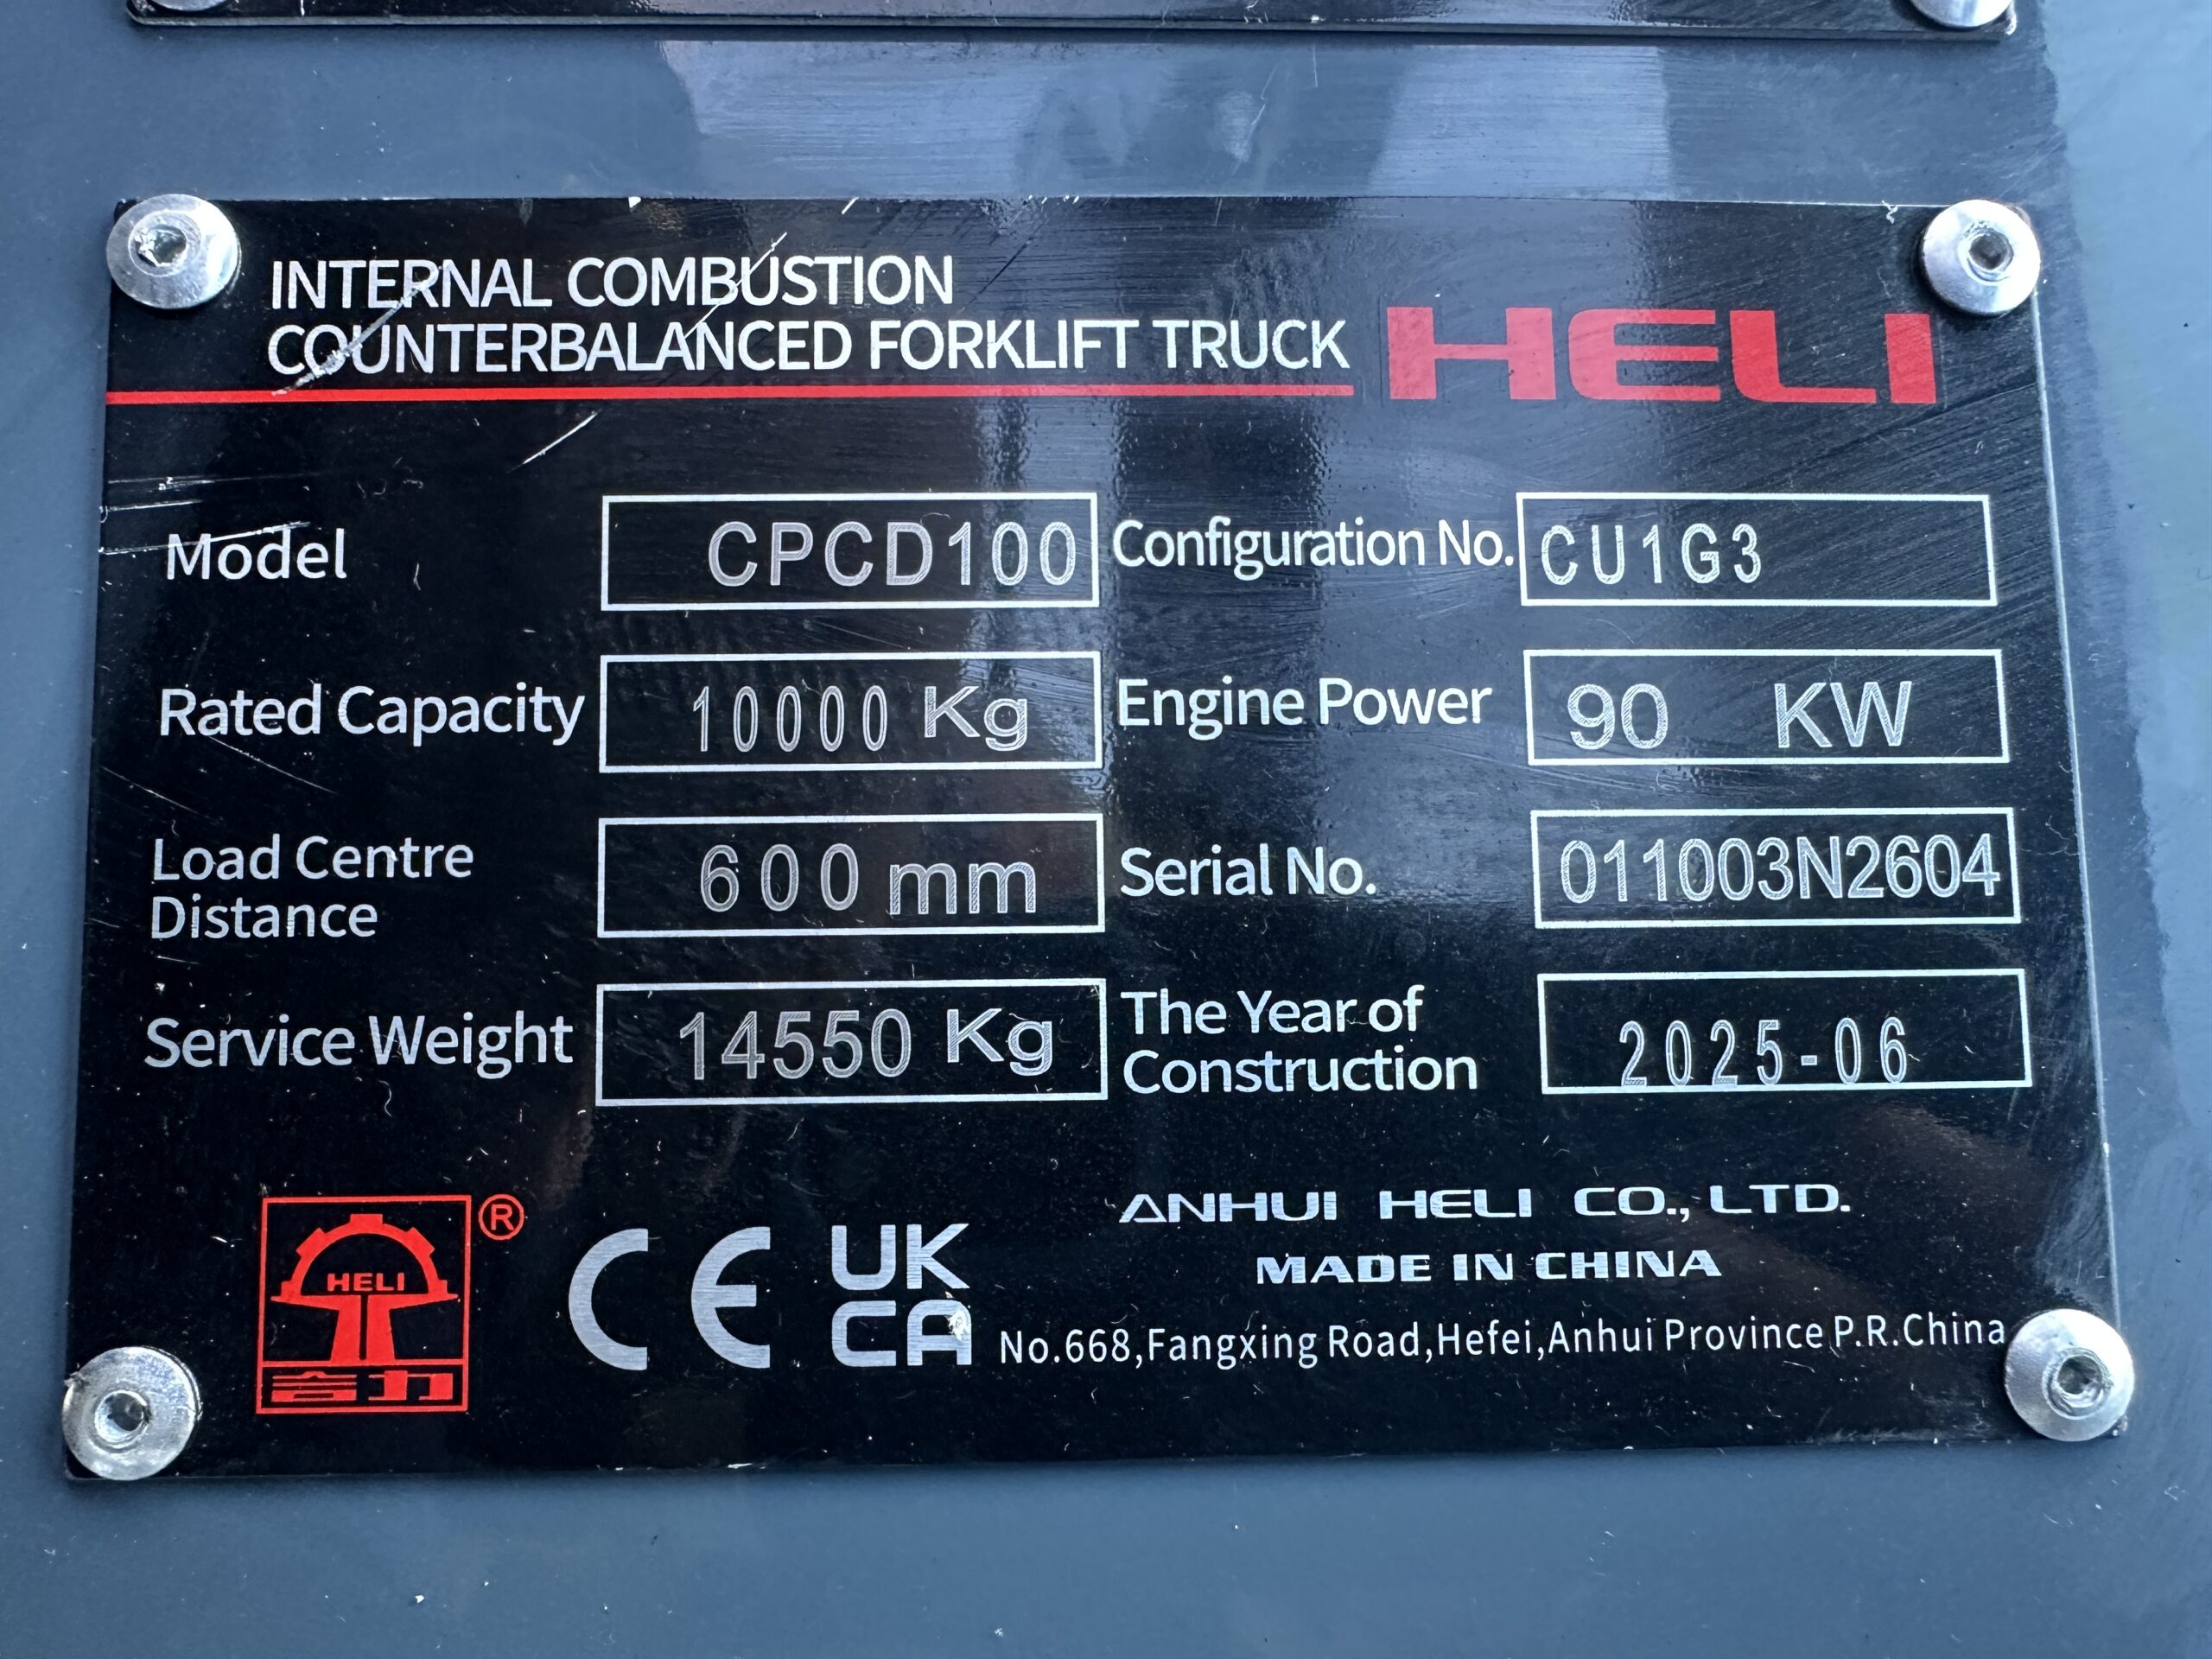 INTERNAL COMBUSTION
COUNTERBALANCED FORKLIFT TRUCK
HELI
Model CPCD100 Configuration No. CU1G3
Rated Capacity 10000 Kg Engine Power 90 KW
Load Centre
Distance 600 mm Serial No. 011003N2604
Service Weight 14550 Kg The Year of
Construction 2025-06
HELI
合力
®
CE
UK
CA
ANHUI HELI CO., LTD.
MADE IN CHINA
No.668,Fangxing Road,Hefei,Anhui Province P.R.China